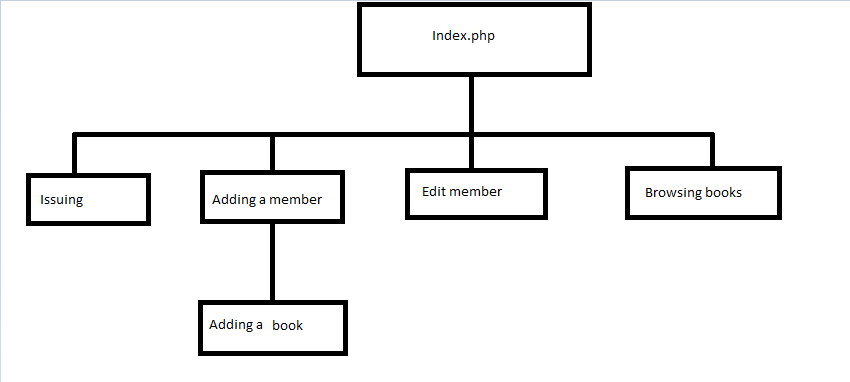 Index.php
Issuing
Adding a member
Edit member
Browsing books
Adding a book